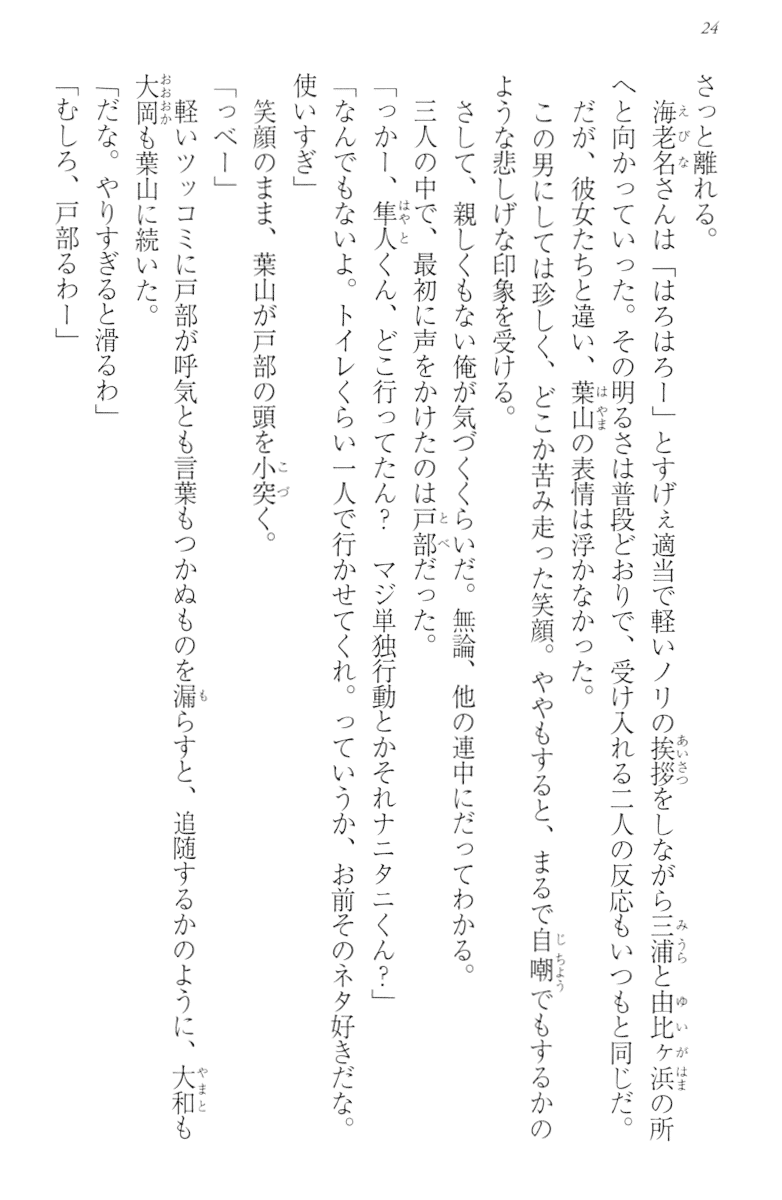 24
さっと離れる。
海老名さんは「はろはろー」とすげぇ適当で軽いノリの挨拶をしながら三浦と由比ヶ浜の所
へと向かっていった。その明るさは普段どおりで、受け入れる二人の反応もいつもと同じだ。
だが、彼女たちと違い、葉山の表情は浮かなかった。
この男にしては珍しく、どこか苦み走った笑顔。ややもすると、まるで自嘲でもするかの
ような悲しげな印象を受ける。
さして、親しくもない俺が気づくくらいだ。無論、他の連中にだってわかる。
三人の中で、最初に声をかけたのは戸部だった。
「っかー、隼人くん、どこ行ってたん？　マジ単独行動とかそれナニタニくん？」
「なんでもないよ。トイレくらい一人で行かせてくれ。っていうか、お前そのネタ好きだな。
使いすぎ」
笑顔のまま、葉山が戸部の頭を小突く。
「っべー」
軽いツッコミに戸部が呼気とも言葉もつかぬものを漏らすと、追随するかのように、大和も
大岡も葉山に続いた。
「だな。やりすぎると滑るわ」
「むしろ、戸部るわー」